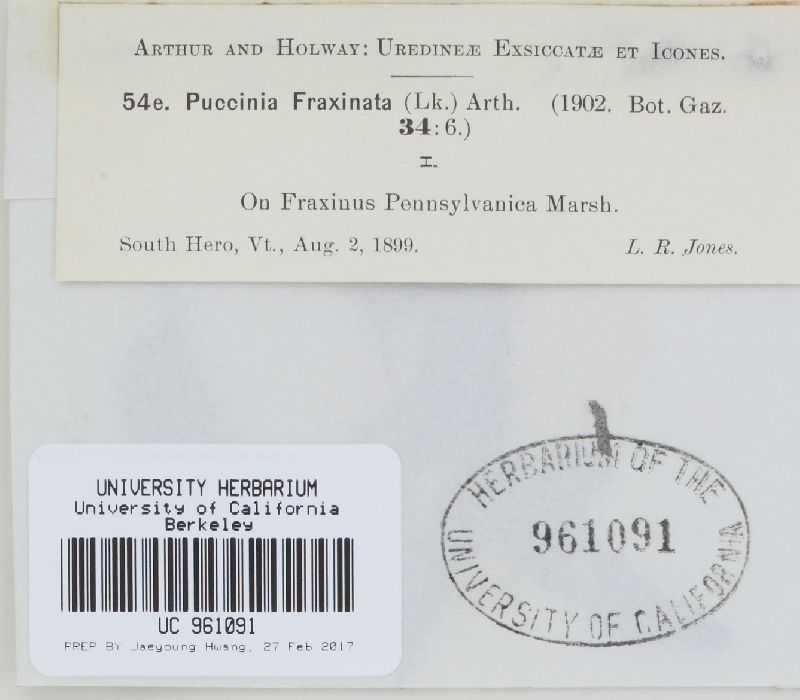 ARTHUR AND HOLWAY: UREDINEÆ EXSICCATÆ ET ICONES.
54e. Puccinia Fraxinata (Lk.) Arth. (1902. Bot. Gaz.
34:6.)
I.
On Fraxinus Pennsylvanica Marsh.
South Hero, Vt., Aug. 2, 1899. L. R. Jones.
HERBARIUM OF THE
961091
UNIVERSITY OF CALIFORNIA
UNIVERSITY HERBARIUM
University of California
Berkeley
UC 961091
PREP BY Jaeyoung Hwang, 27 Feb 2017